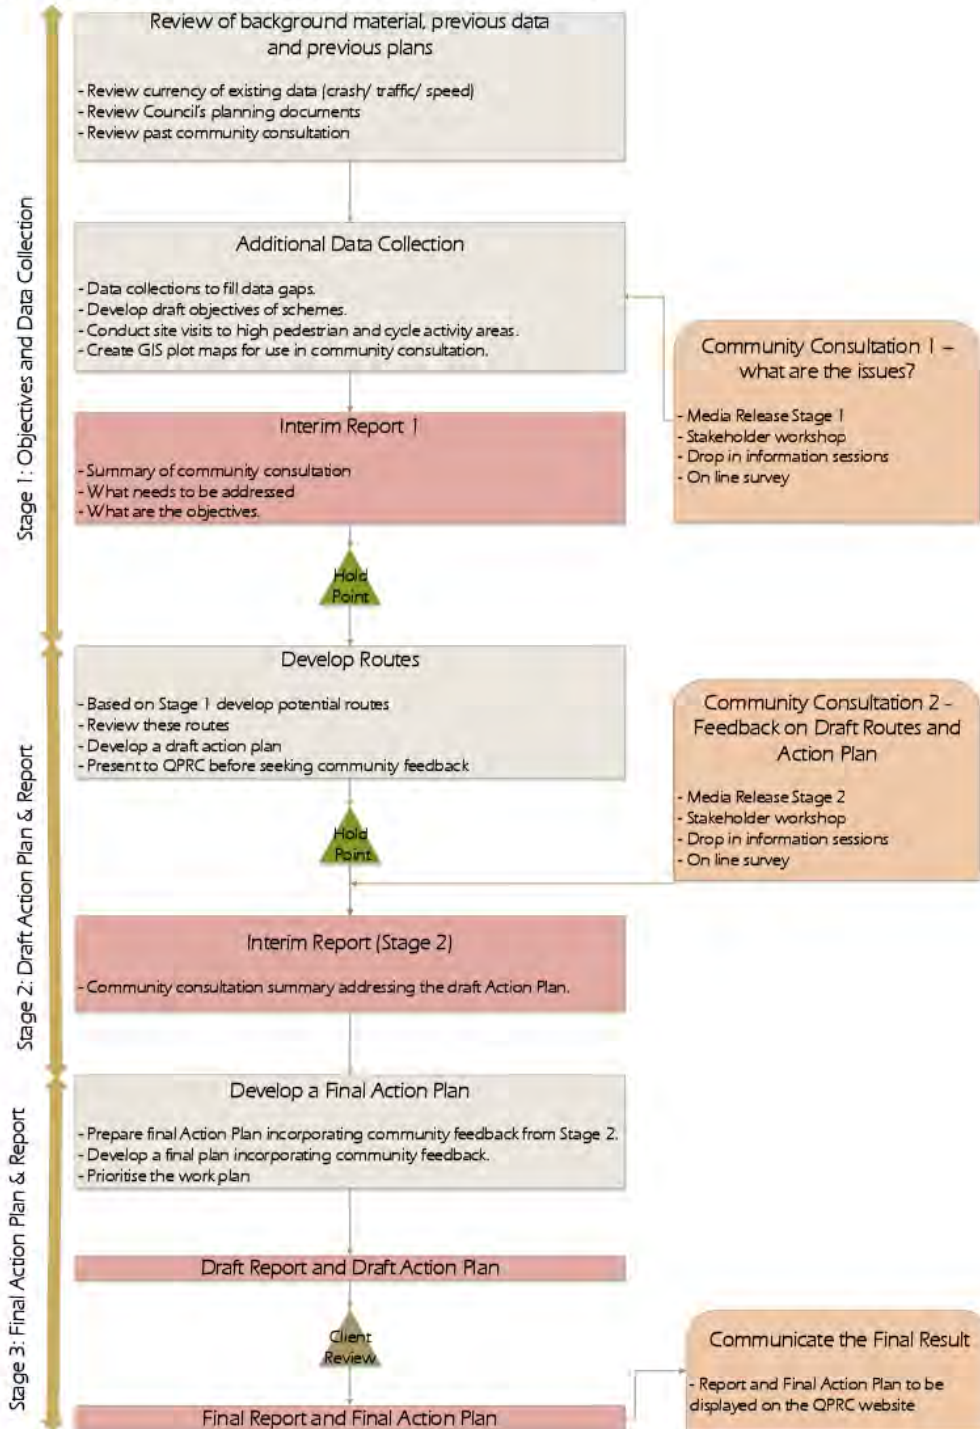 Stage 1: Objectives and Data Collection
Review of background material, previous data
and previous plans
- Review currency of existing data (crash/ traffic/ speed)
- Review Council's planning documents
- Review past community consultation
Additional Data Collection
- Data collections to fill data gaps.
- Develop draft objectives of schemes.
- Conduct site visits to high pedestrian and cycle activity areas.
- Create GIS plot maps for use in community consultation.
Community Consultation 1 –
what are the issues?
- Media Release Stage 1
- Stakeholder workshop
- Drop in information sessions
- On line survey
Interim Report 1
- Summary of community consultation
- What needs to be addressed
- What are the objectives.
Hold
Point
Stage 2: Draft Action Plan & Report
Develop Routes
- Based on Stage 1 develop potential routes
- Review these routes
- Develop a draft action plan
- Present to QPRC before seeking community feedback
Community Consultation 2 -
Feedback on Draft Routes and
Action Plan
- Media Release Stage 2
- Stakeholder workshop
- Drop in information sessions
- On line survey
Hold
Point
Interim Report (Stage 2)
- Community consultation summary addressing the draft Action Plan.
Stage 3: Final Action Plan & Report
Develop a Final Action Plan
- Prepare final Action Plan incorporating community feedback from Stage 2.
- Develop a final plan incorporating community feedback.
- Prioritise the work plan
Draft Report and Draft Action Plan
Client
Review
Final Report and Final Action Plan
Communicate the Final Result
- Report and Final Action Plan to be
displayed on the QPRC website